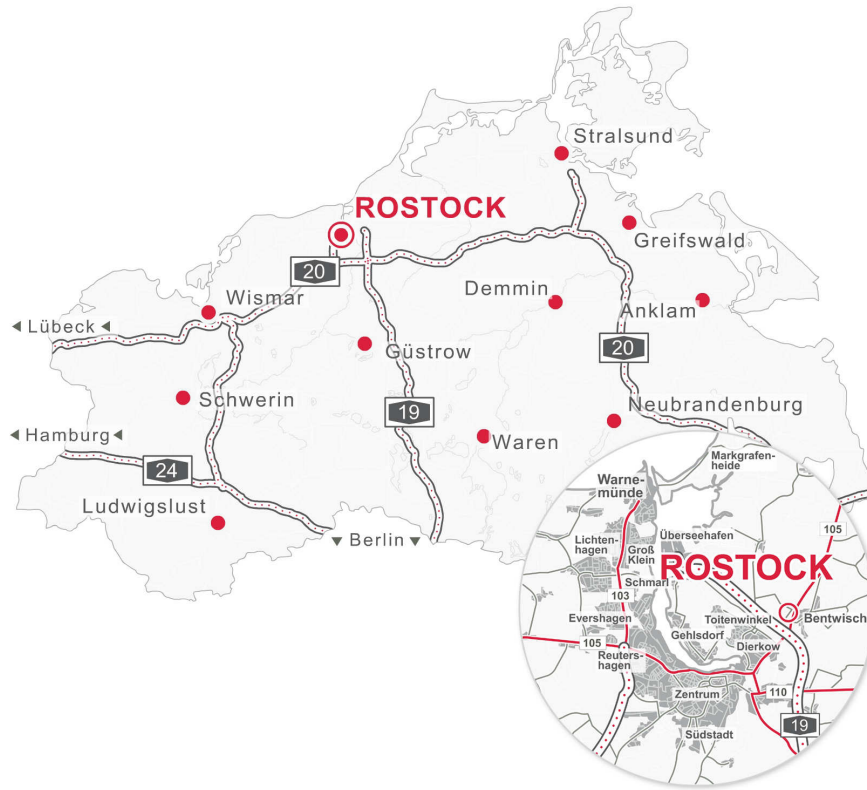 Stralsund
ROSTOCK
Greifswald
20
Demmin
Wismar
Anklam
◄ Lübeck ◄
Güstrow
20
Schwerin
19
Neubrandenburg
◄ Hamburg ◄
Waren
24
Ludwigslust
▼ Berlin ▼
Markgrafen-
heide
Warne-
münde
105
Überseehafen
Lichten-
hagen
Groß
Klein
ROSTOCK
Schmarl
103
Evershagen
Toitenwinkel
Bentwisch
Gehlsdorf
105
Dierkow
Reuters-
hagen
Zentrum
110
19
Südstadt